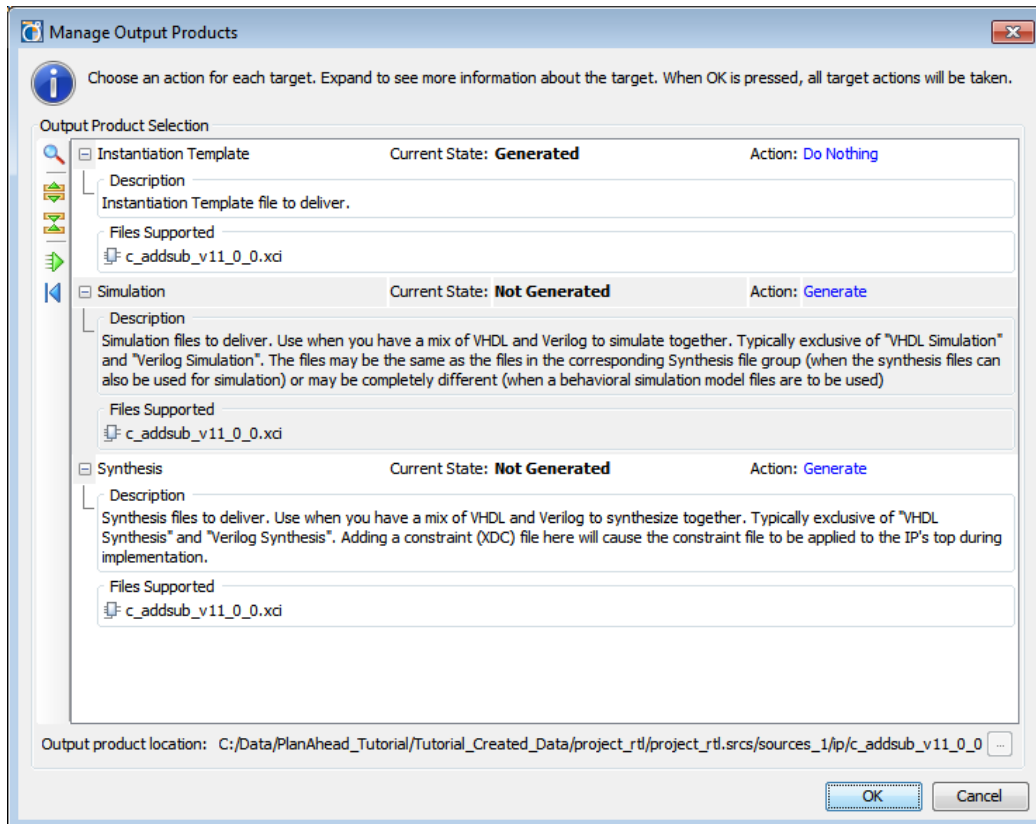 Manage Output Products
Choose an action for each target. Expand to see more information about the target. When OK is pressed, all target actions will be taken.
Output Product Selection
Instantiation Template Current State: Generated Action: Do Nothing
Description
Instantiation Template file to deliver.
Files Supported
c_addsub_v11_0_0.xci
Simulation Current State: Not Generated Action: Generate
Description
Simulation files to deliver. Use when you have a mix of VHDL and Verilog to simulate together. Typically exclusive of "VHDL Simulation"
and "Verilog Simulation". The files may be the same as the files in the corresponding Synthesis file group (when the synthesis files can
also be used for simulation) or may be completely different (when a behavioral simulation model files are to be used)
Files Supported
c_addsub_v11_0_0.xci
Synthesis Current State: Not Generated Action: Generate
Description
Synthesis files to deliver. Use when you have a mix of VHDL and Verilog to synthesize together. Typically exclusive of "VHDL
Synthesis" and "Verilog Synthesis". Adding a constraint (XDC) file here will cause the constraint file to be applied to the IP's top during
implementation.
Files Supported
c_addsub_v11_0_0.xci
Output product location: C:/Data/PlanAhead_Tutorial/Tutorial_Created_Data/project_rtl/project_rtl.srcs/sources_1/ip/c_addsub_v11_0_0 ...
OK Cancel